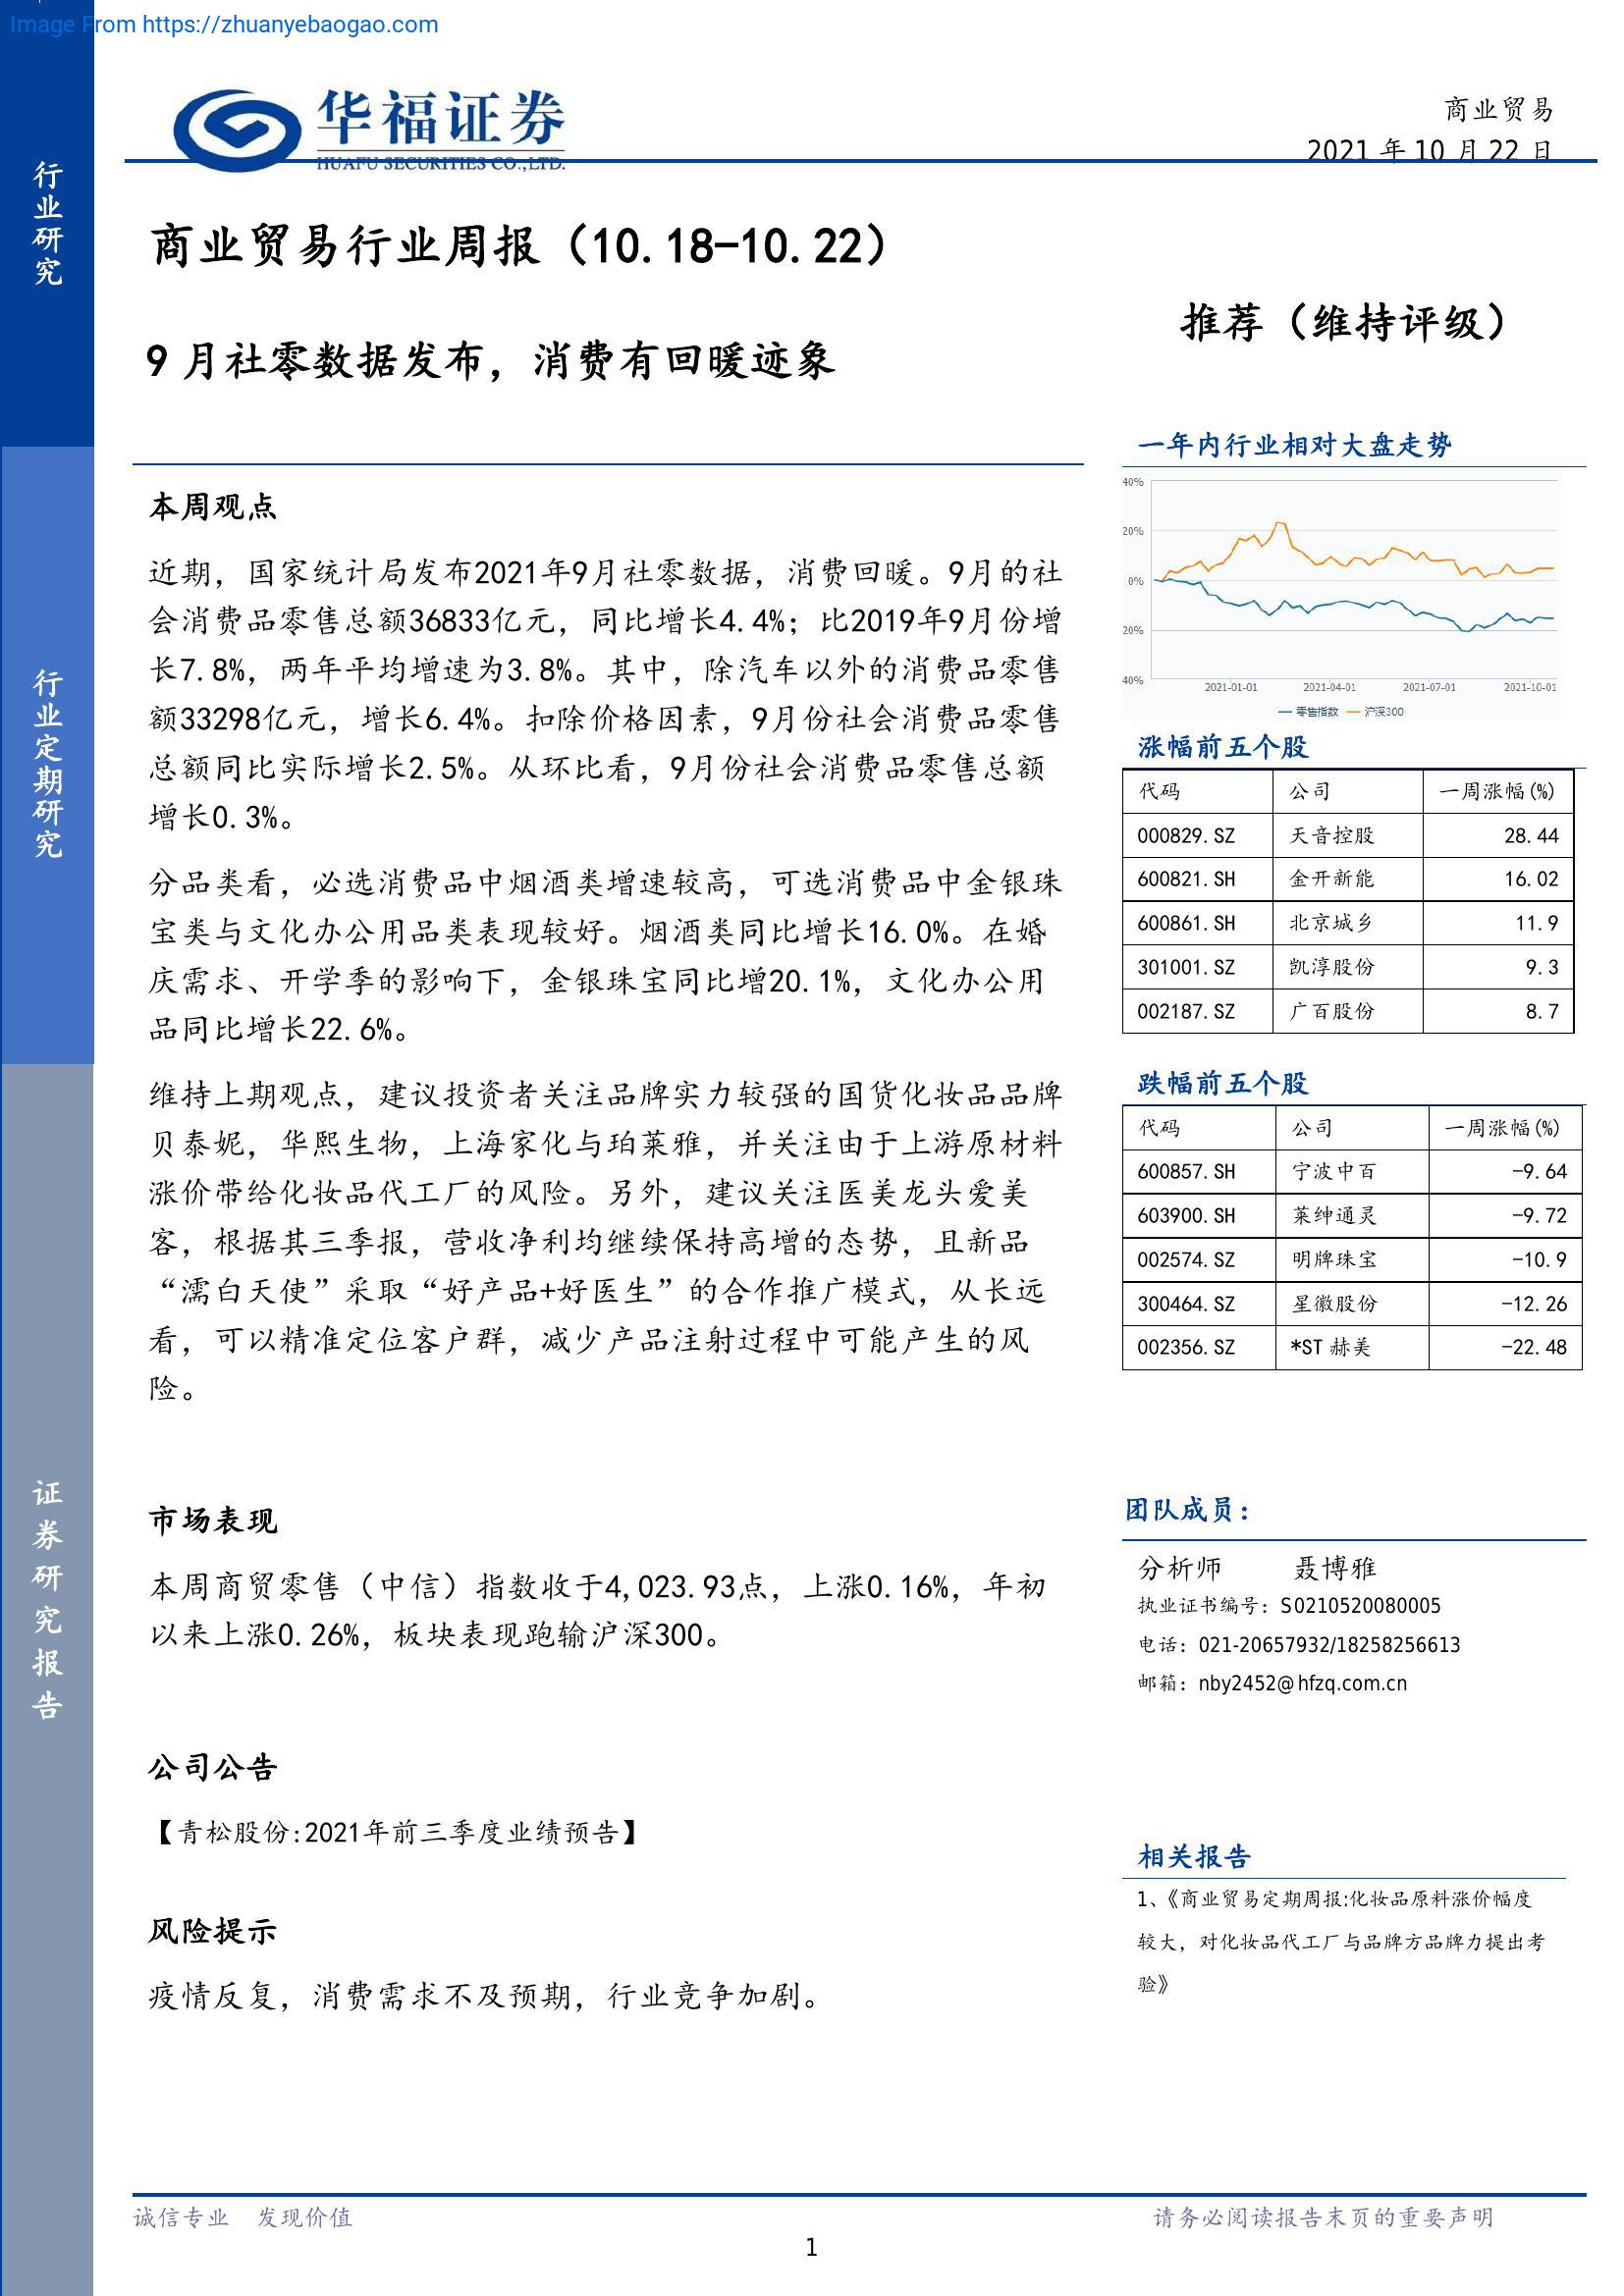 Image From https://zhuanyebaogao.com
华福证券
HUAFU SECURITIES CO.,LTD.
商业贸易
2021 年 10 月 22 日
行业研究
行业定期研究
证券研究报告
商业贸易行业周报（10.18-10.22）
9 月社零数据发布，消费有回暖迹象
本周观点
近期，国家统计局发布2021年9月社零数据，消费回暖。9月的社
会消费品零售总额36833亿元，同比增长4.4%；比2019年9月份增
长7.8%，两年平均增速为3.8%。其中，除汽车以外的消费品零售
额33298亿元，增长6.4%。扣除价格因素，9月份社会消费品零售
总额同比实际增长2.5%。从环比看，9月份社会消费品零售总额
增长0.3%。
分品类看，必选消费品中烟酒类增速较高，可选消费品中金银珠
宝类与文化办公用品类表现较好。烟酒类同比增长16.0%。在婚
庆需求、开学季的影响下，金银珠宝同比增20.1%，文化办公用
品同比增长22.6%。
维持上期观点，建议投资者关注品牌实力较强的国货化妆品品牌
贝泰妮，华熙生物，上海家化与珀莱雅，并关注由于上游原材料
涨价带给化妆品代工厂的风险。另外，建议关注医美龙头爱美
客，根据其三季报，营收净利均继续保持高增的态势，且新品
“濡白天使”采取“好产品+好医生”的合作推广模式，从长远
看，可以精准定位客户群，减少产品注射过程中可能产生的风
险。
市场表现
本周商贸零售（中信）指数收于4,023.93点，上涨0.16%，年初
以来上涨0.26%，板块表现跑输沪深300。
公司公告
【青松股份:2021年前三季度业绩预告】
风险提示
疫情反复，消费需求不及预期，行业竞争加剧。
推荐（维持评级）
一年内行业相对大盘走势
40%
20%
0%
20%
40%
2021-01-01 2021-04-01 2021-07-01 2021-10-01
零售指数 沪深300
涨幅前五个股
代码 公司 一周涨幅(%)
000829.SZ 天音控股 28.44
600821.SH 金开新能 16.02
600861.SH 北京城乡 11.9
301001.SZ 凯淳股份 9.3
002187.SZ 广百股份 8.7
跌幅前五个股
代码 公司 一周涨幅(%)
600857.SH 宁波中百 -9.64
603900.SH 莱绅通灵 -9.72
002574.SZ 明牌珠宝 -10.9
300464.SZ 星徽股份 -12.26
002356.SZ *ST 赫美 -22.48
团队成员：
分析师 聂博雅
执业证书编号：S0210520080005
电话：021-20657932/18258256613
邮箱：nby2452@hfzq.com.cn
相关报告
1、《商业贸易定期周报:化妆品原料涨价幅度
较大，对化妆品代工厂与品牌方品牌力提出考
验》
诚信专业 发现价值
请务必阅读报告末页的重要声明
1